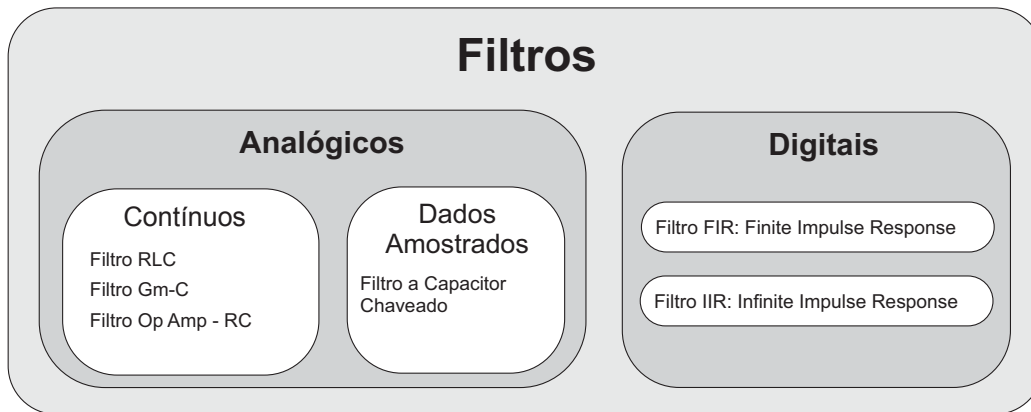 Filtros
Analógicos
Contínuos
Filtro RLC
Filtro Gm-C
Filtro Op Amp - RC
Dados
Amostrados
Filtro a Capacitor
Chaveado
Digitais
Filtro FIR: Finite Impulse Response
Filtro IIR: Infinite Impulse Response